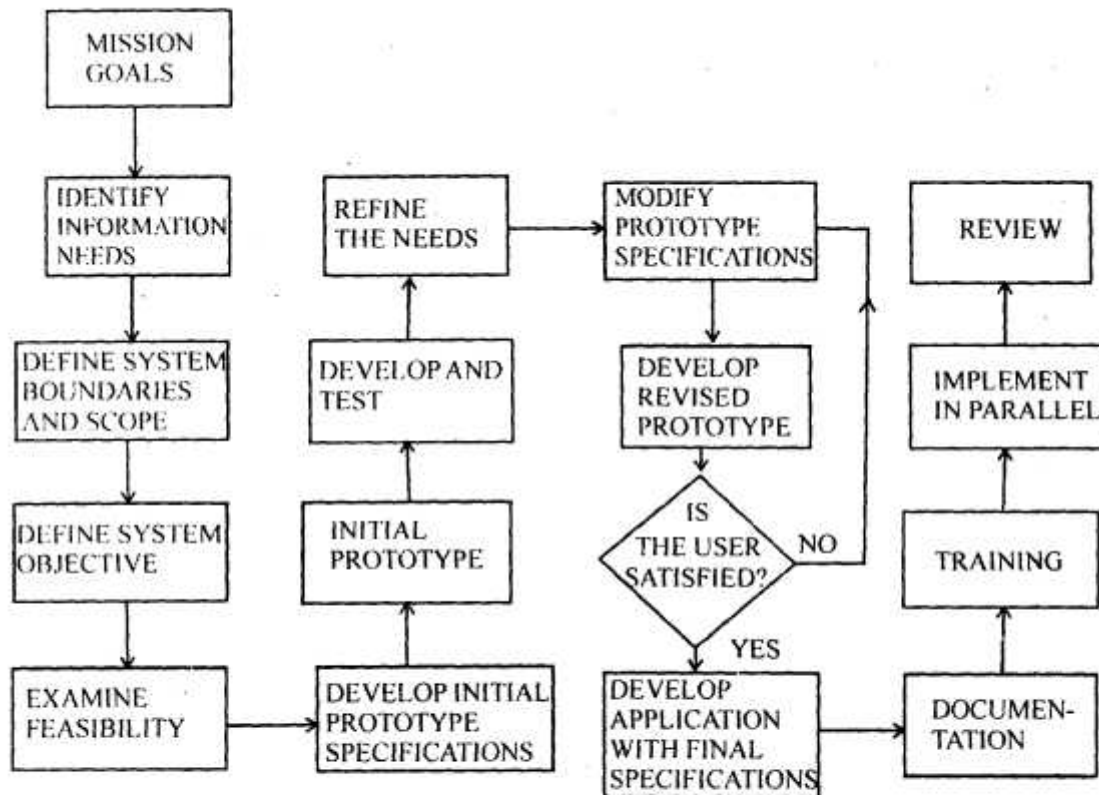 MISSION
GOALS
IDENTIFY
INFORMATION
NEEDS
DEFINE SYSTEM
BOUNDARIES
AND SCOPE
DEFINE SYSTEM
OBJECTIVE
EXAMINE
FEASIBILITY
DEVELOP INITIAL
PROTOTYPE
SPECIFICATIONS
INITIAL
PROTOTYPE
DEVELOP AND
TEST
REFINE
THE NEEDS
MODIFY
PROTOTYPE
SPECIFICATIONS
DEVELOP
REVISED
PROTOTYPE
IS
THE USER
SATISFIED?
NO
YES
DEVELOP
APPLICATION
WITH FINAL
SPECIFICATIONS
DOCUMEN-
TATION
TRAINING
IMPLEMENT
IN PARALLEL
REVIEW